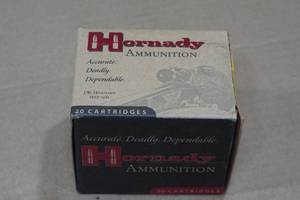 Hornady
AMMUNITION
Accurate.
Deadly.
Dependable.
20 CARTRIDGES
Accurate. Deadly. Dependable.
Hornady
AMMUNITION
20 CARTRIDGES